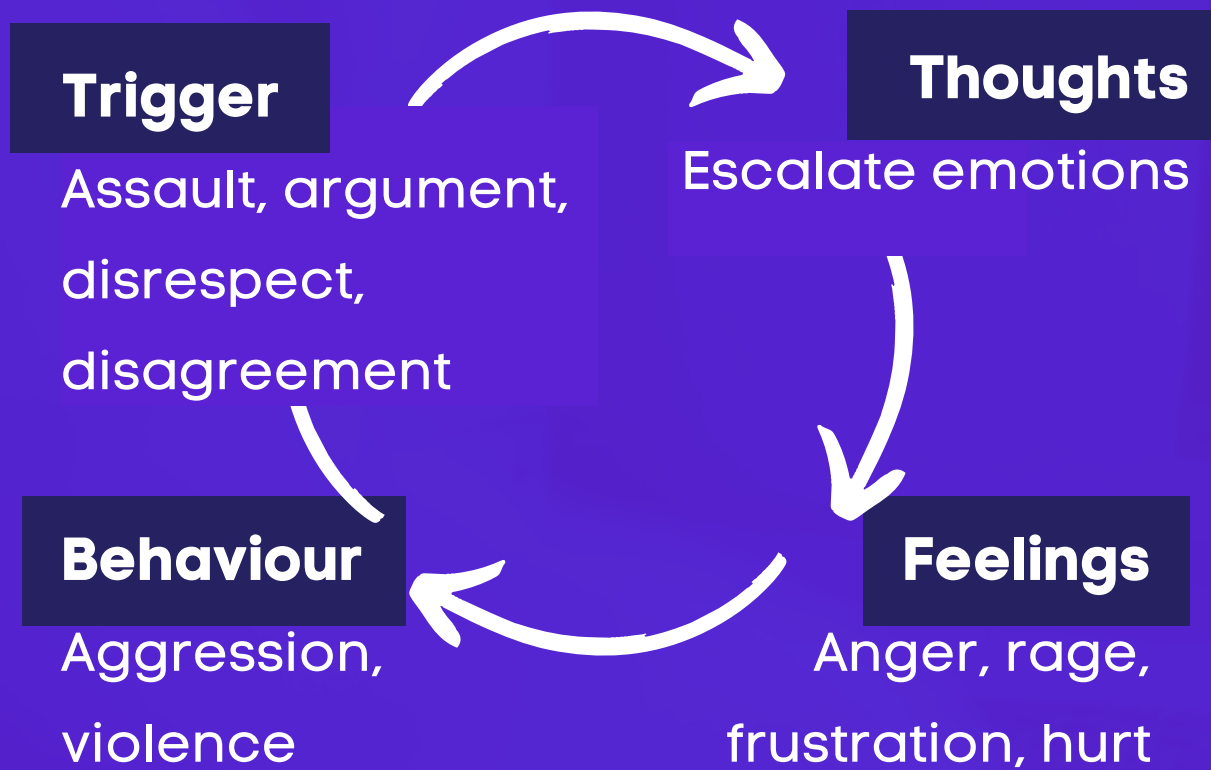 Trigger
Assault, argument,
disrespect,
disagreement
Thoughts
Escalate emotions
Feelings
Anger, rage,
frustration, hurt
Behaviour
Aggression,
violence